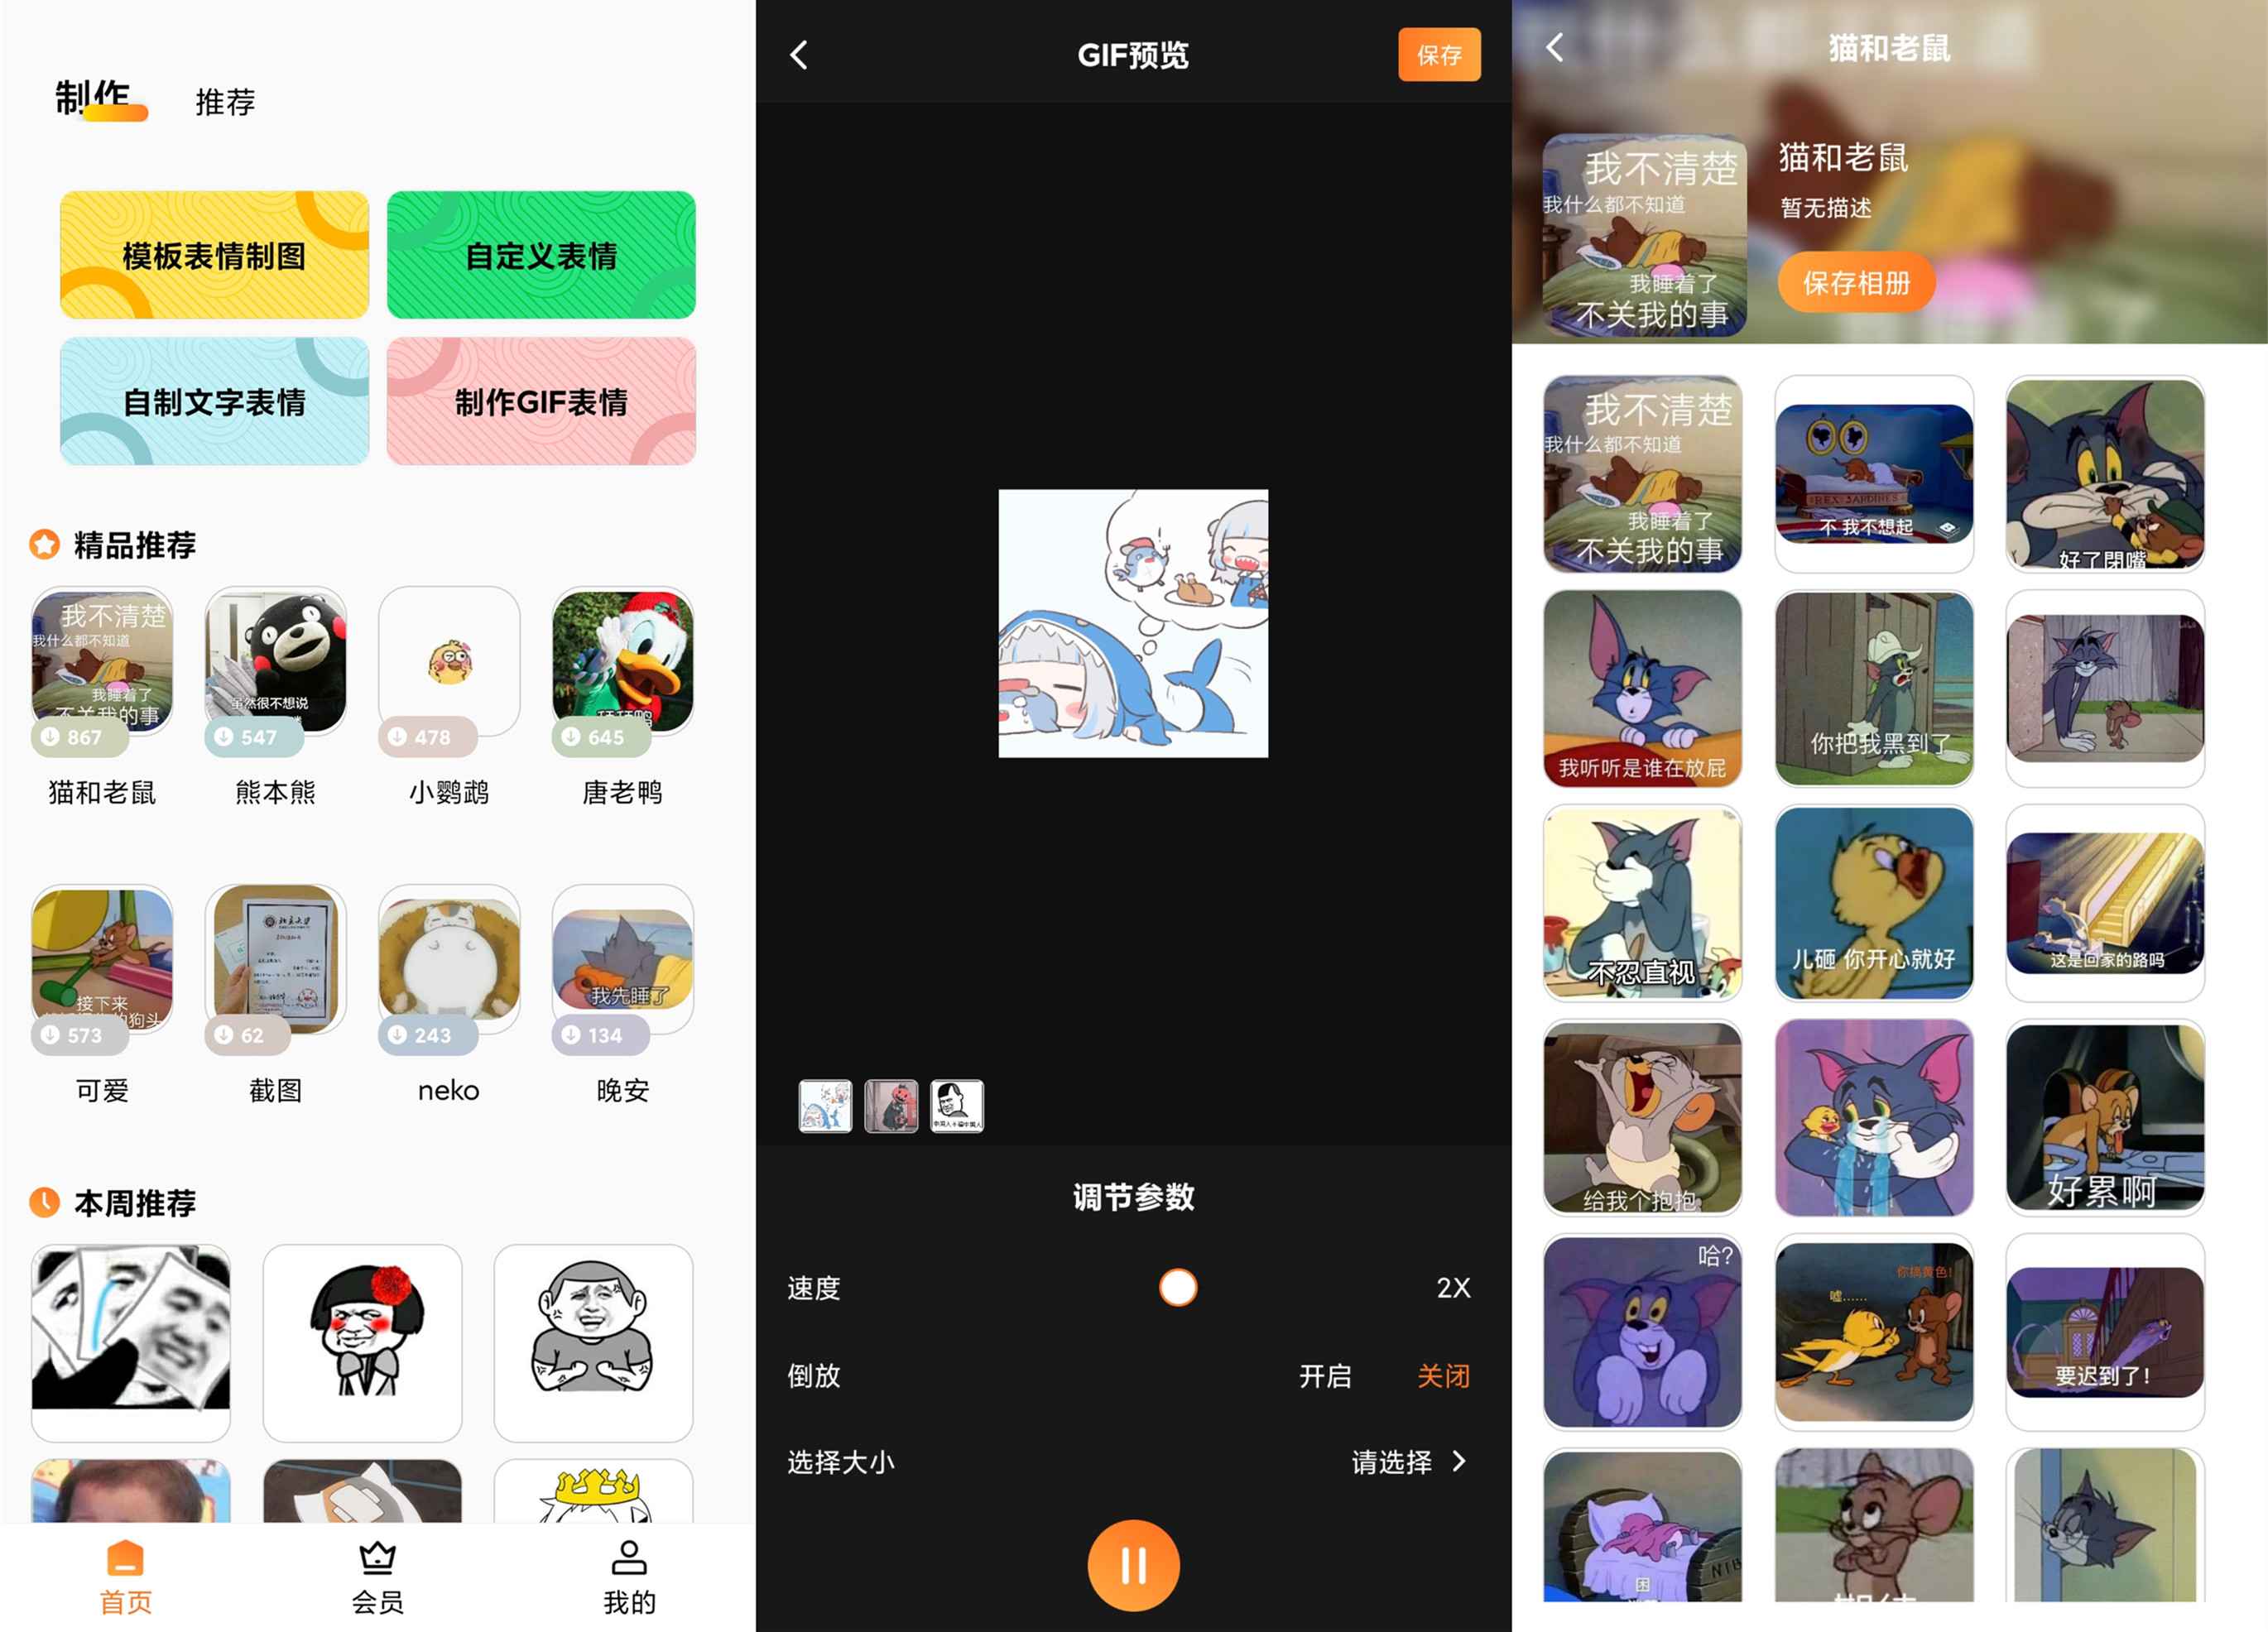 制作
推荐
模板表情制图
自定义表情
自制文字表情
制作GIF表情
精品推荐
我不清楚
我什么都不知道
我睡着了
不关我的事
虽然很不想说
867
547
478
645
猫和老鼠
熊本熊
小鹦鹉
唐老鸭
接下来
狗头
我先睡了
573
62
243
134
可爱
截图
neko
晚安
本周推荐
首页
会员
我的
GIF预览
保存
调节参数
速度
2X
倒放
开启
关闭
选择大小
请选择
猫和老鼠
我不清楚
我什么都不知道
我睡着了
不关我的事
猫和老鼠
暂无描述
保存相册
我不清楚
我什么都不知道
我睡着了
不关我的事
REX JARDINES
不 我不想起
好了閉嘴
我听听是谁在放屁
你把我黑到了
不忍直视
儿砸 你开心就好
这是回家的路吗
给我个抱抱
好累啊
哈?
你搞黄色!
嘘……
要迟到了!
困